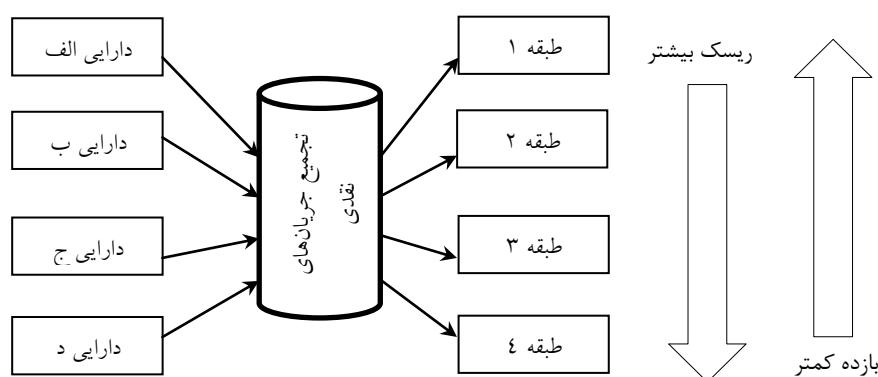 دارایی الف
دارایی ب
دارایی ج
دارایی د
تجمیع جریان‌های
نقدی
طبقه ۱
طبقه ۲
طبقه ۳
طبقه ٤
ریسک بیشتر
بازده کمتر